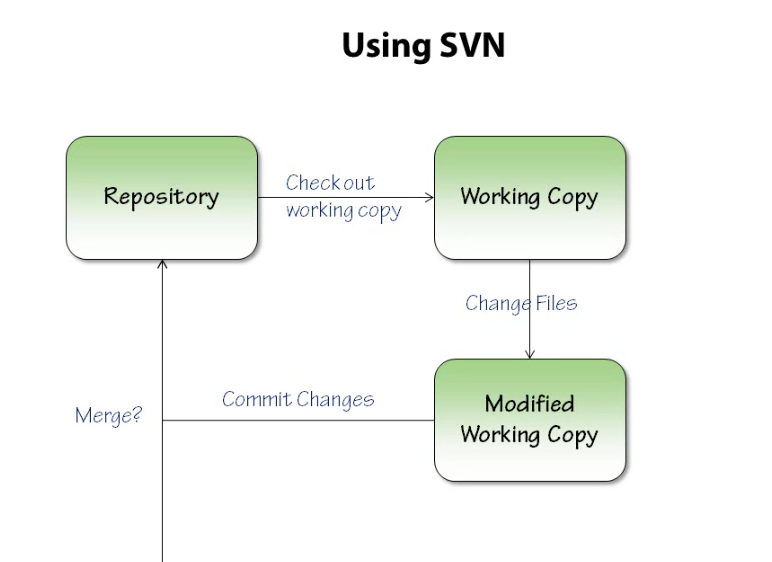 Using SVN
Repository
Check out
working copy
Working Copy
Change Files
Merge?
Commit Changes
Modified
Working Copy